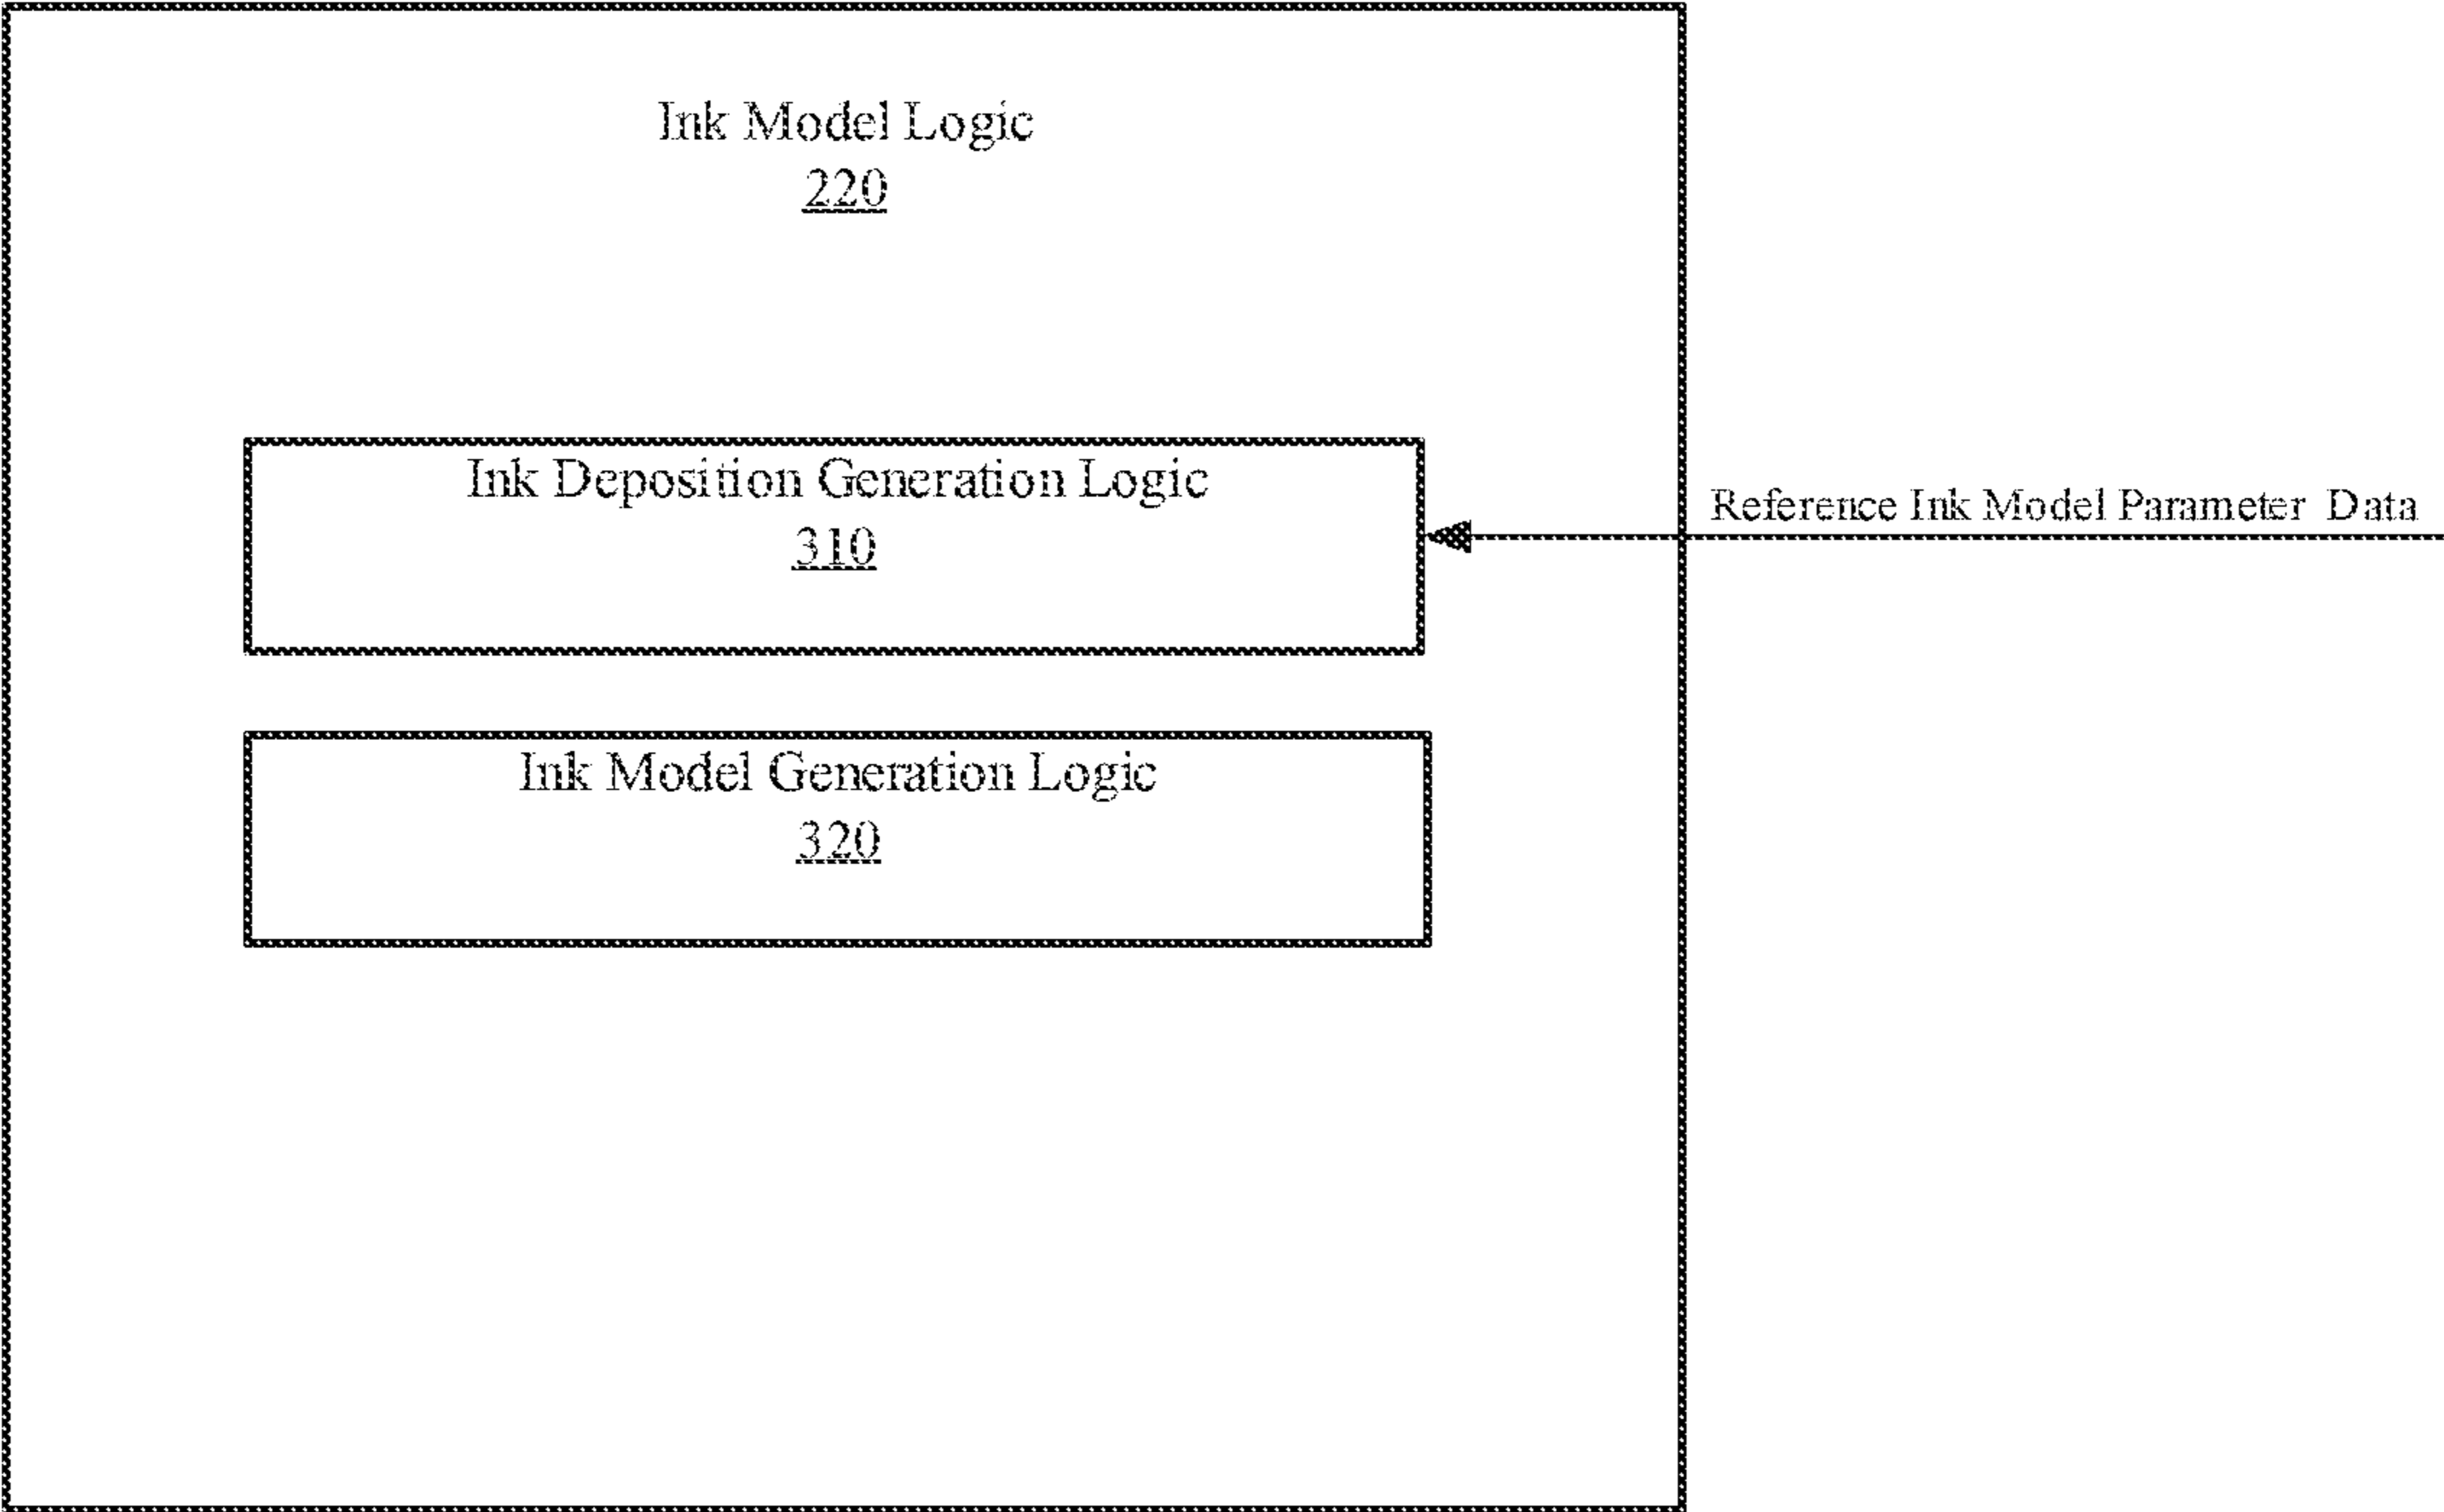 Ink Model Logic
220
Ink Deposition Generation Logic
310
Reference Ink Model Parameter Data
Ink Model Generation Logic
320